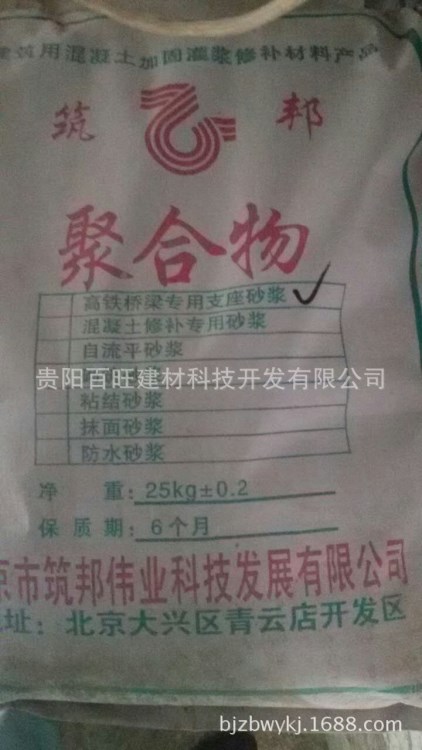 建筑用混凝土加固灌浆修补材料产品
筑 邦
聚合物
高铁桥梁专用支座砂浆 ✓
混凝土修补专用砂浆
自流平砂浆
贵阳百旺建材科技开发有限公司
粘结砂浆
抹面砂浆
防水砂浆
净 重:25kg±0.2
保 质 期:6个月
京市筑邦伟业科技发展有限公司
址:北京大兴区青云店开发区
bjzbwykj.1688.com